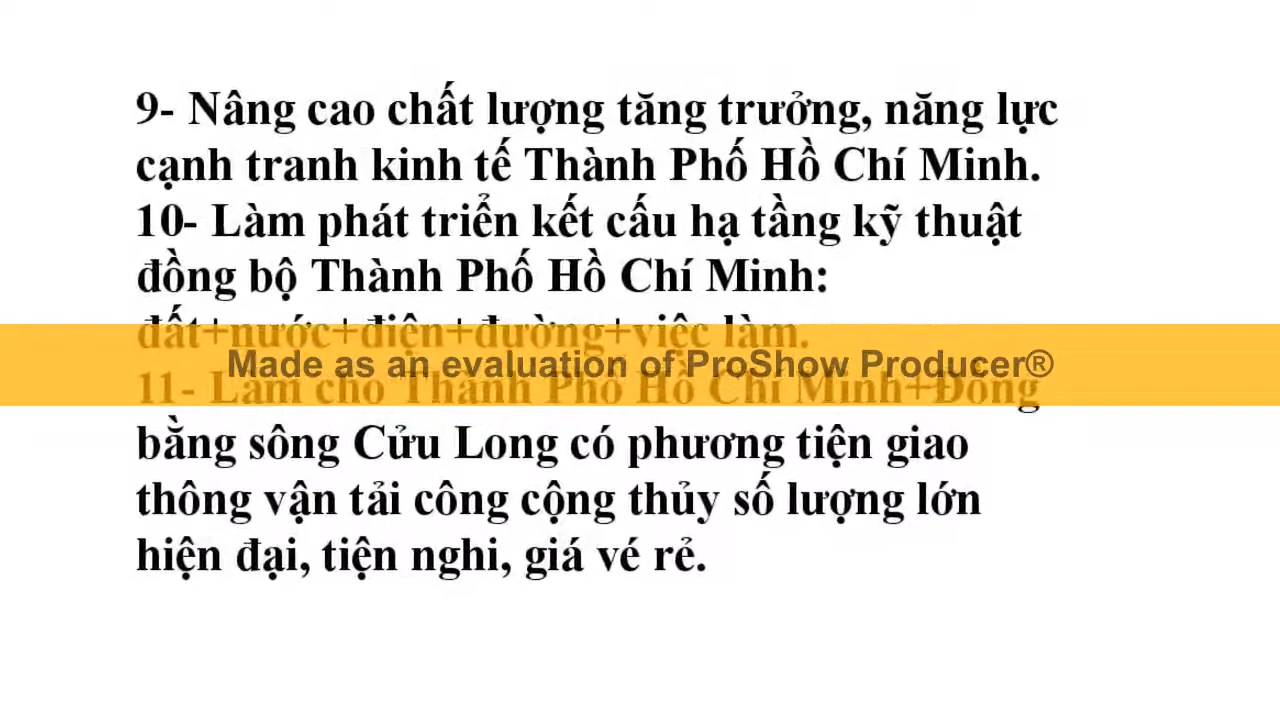 9- Nâng cao chất lượng tăng trưởng, năng lực
cạnh tranh kinh tế Thành Phố Hồ Chí Minh.
10- Làm phát triển kết cấu hạ tầng kỹ thuật
đồng bộ Thành Phố Hồ Chí Minh:
đất+nước+điện+đường+việc làm.
Made as an evaluation of ProShow Producer®
11- Làm cho Thành Phố Hồ Chí Minh+Đồng
bằng sông Cửu Long có phương tiện giao
thông vận tải công cộng thủy số lượng lớn
hiện đại, tiện nghi, giá vé rẻ.